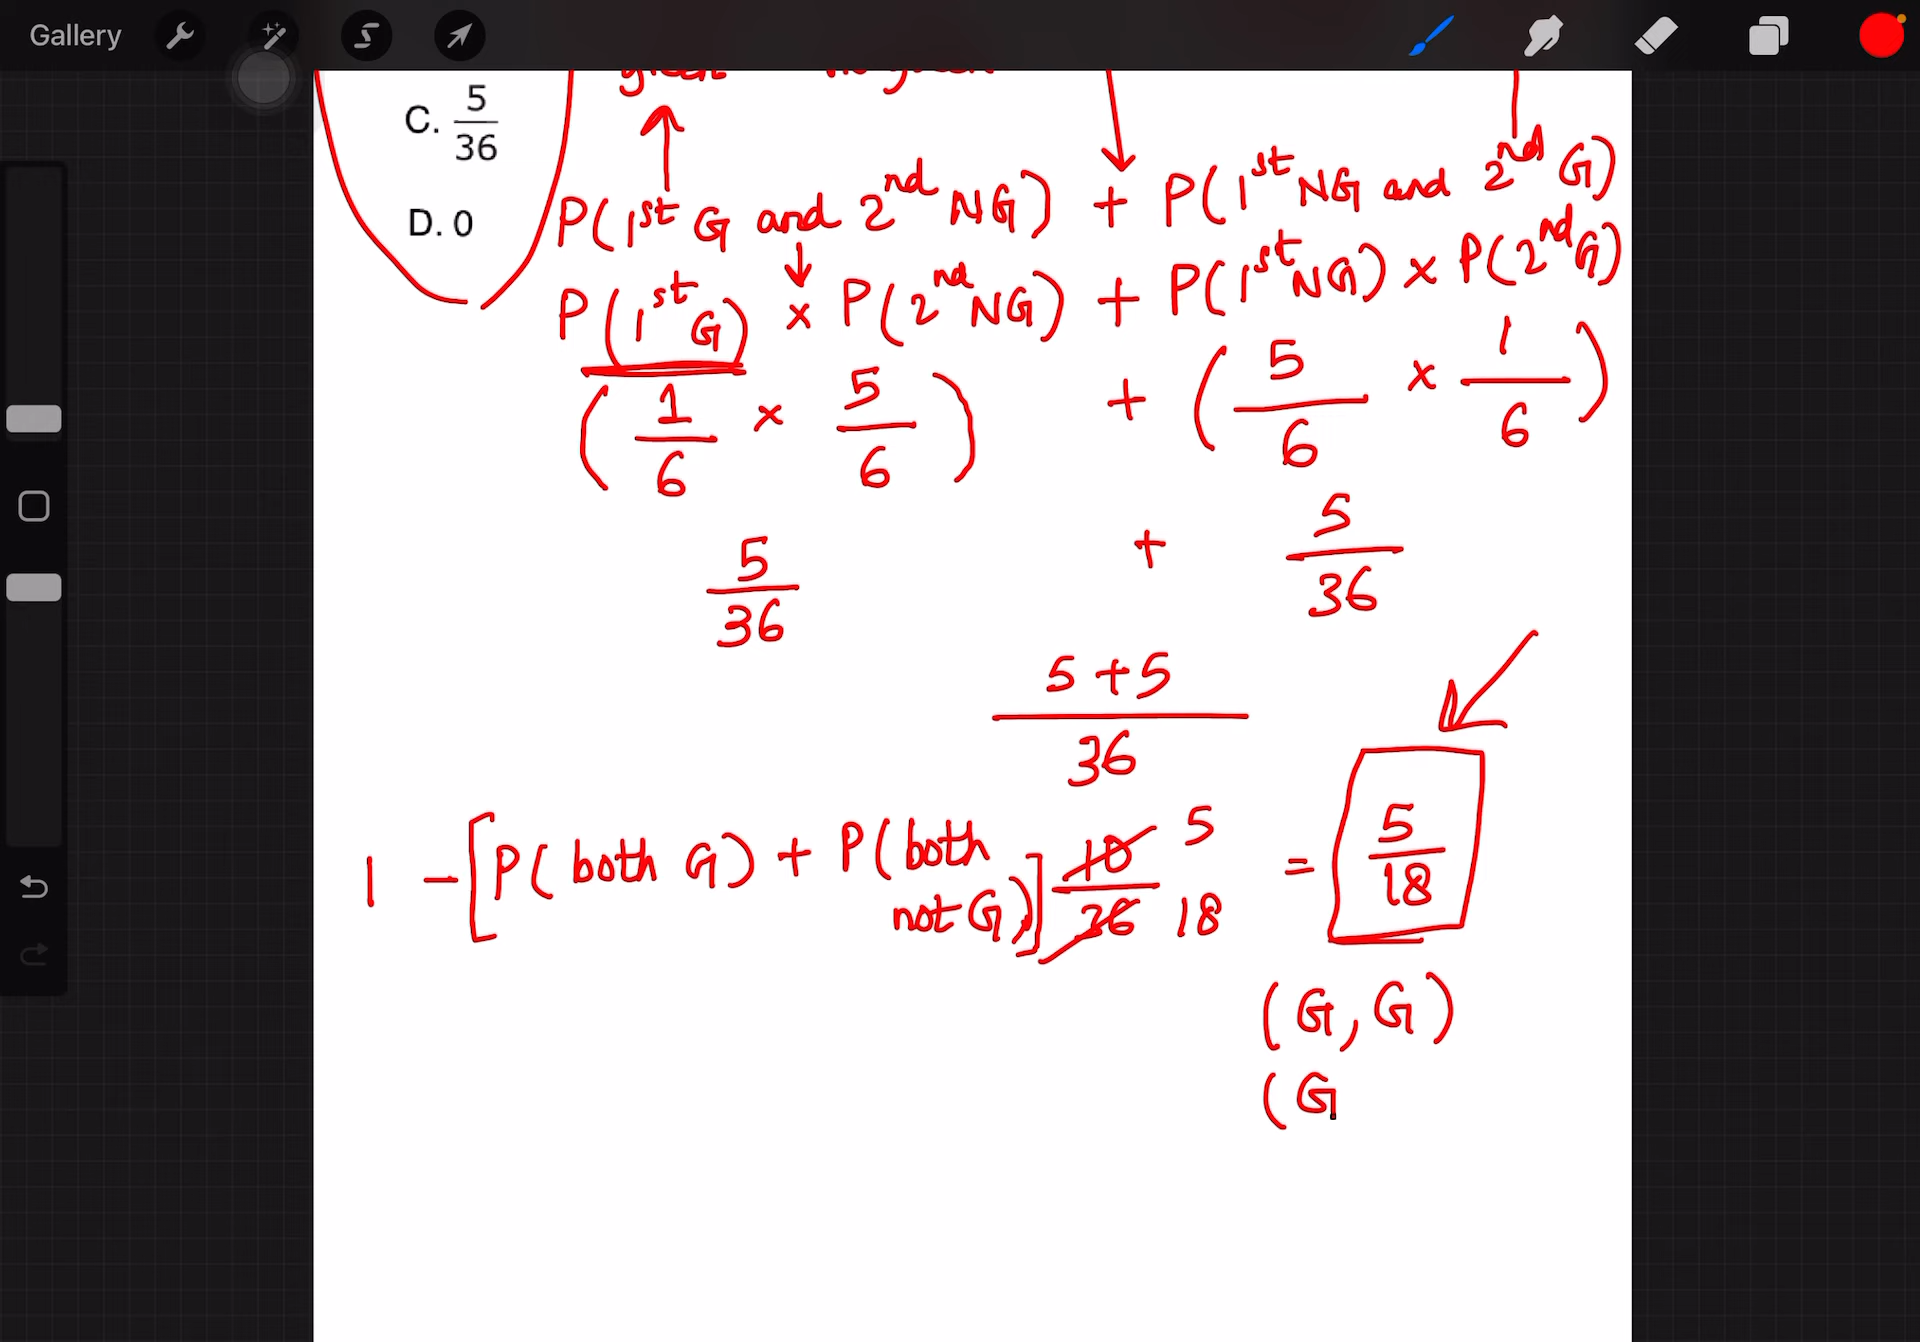 Gallery
C. 5/36
P(1st G and 2nd NG) + P(1st NG and 2nd G)
D. 0
P(1st G) × P(2nd NG) + P(1st NG) × P(2nd G)
(1/6 × 5/6) + (5/6 × 1/6)
5/36 + 5/36
5+5/36
1 - [P(both G) + P(both not G)] 10/36 5/18 = 5/18
(G, G)
(G